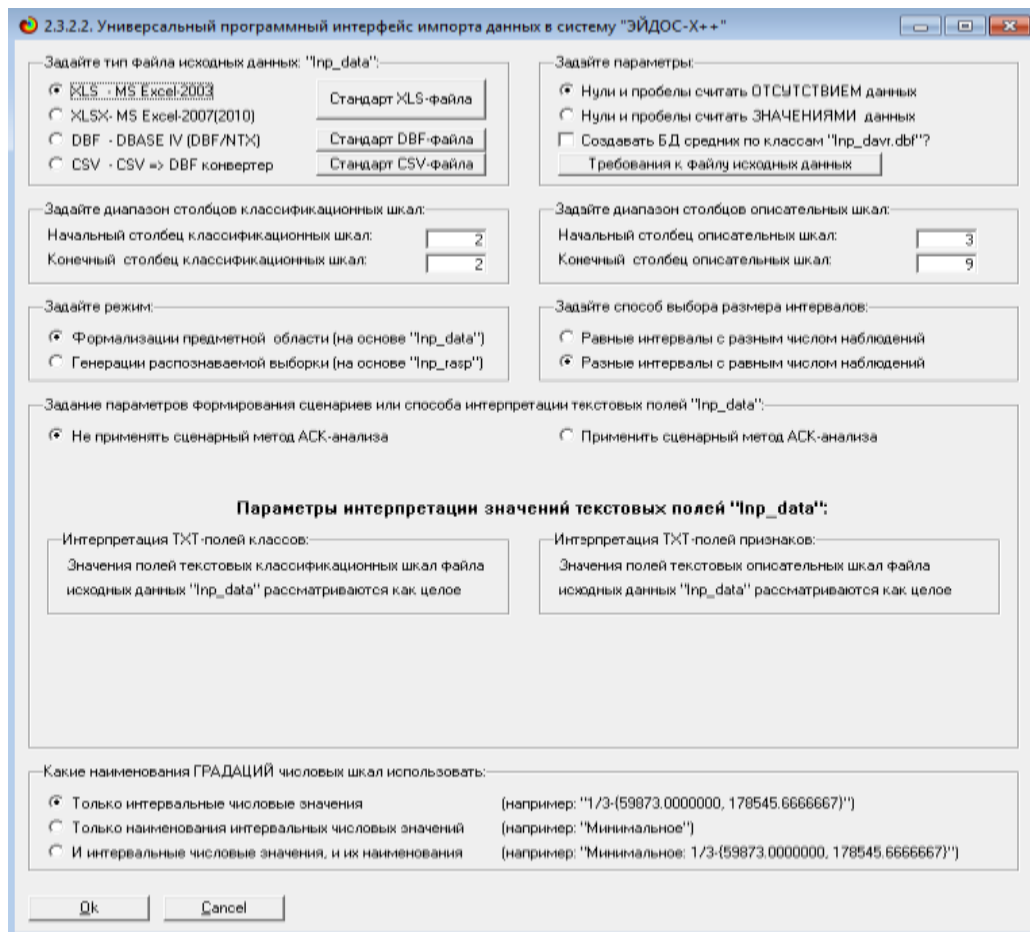 2.3.2.2. Универсальный программный интерфейс импорта данных в систему "ЭЙДОС-X++"
Задайте тип файла исходных данных: "Inp_data":
XLS - MS Excel-2003
XLSX- MS Excel-2007(2010)
DBF - DBASE IV (DBF/NTX)
CSV - CSV => DBF конвертер
Стандарт XLS-файла
Стандарт DBF-файла
Стандарт CSV-файла
Задайте параметры:
Нули и пробелы считать ОТСУТСТВИЕМ данных
Нули и пробелы считать ЗНАЧЕНИЯМИ данных
Создавать БД средних по классам "Inp_davr.dbf"?
Требования к файлу исходных данных
Задайте диапазон столбцов классификационных шкал:
Начальный столбец классификационных шкал: 2
Конечный столбец классификационных шкал: 2
Задайте диапазон столбцов описательных шкал:
Начальный столбец описательных шкал: 3
Конечный столбец описательных шкал: 9
Задайте режим:
Формализации предметной области (на основе "Inp_data")
Генерации распознаваемой выборки (на основе "Inp_rasp")
Задайте способ выбора размера интервалов:
Равные интервалы с разным числом наблюдений
Разные интервалы с равным числом наблюдений
Задание параметров формирования сценариев или способа интерпретации текстовых полей "Inp_data":
Не применять сценарный метод АСК-анализа
Применить сценарный метод АСК-анализа
Параметры интерпретации значений текстовых полей "Inp_data":
Интерпретация TXT-полей классов:
Значения полей текстовых классификационных шкал файла
исходных данных "Inp_data" рассматриваются как целое
Интерпретация TXT-полей признаков:
Значения полей текстовых описательных шкал файла
исходных данных "Inp_data" рассматриваются как целое
Какие наименования ГРАДАЦИЙ числовых шкал использовать:
Только интервальные числовые значения (например: "1/3-{59873.0000000, 178545.6666667}")
Только наименования интервальных числовых значений (например: "Минимальное")
И интервальные числовые значения, и их наименования (например: "Минимальное: 1/3-{59873.0000000, 178545.6666667}")
Ok
Cancel